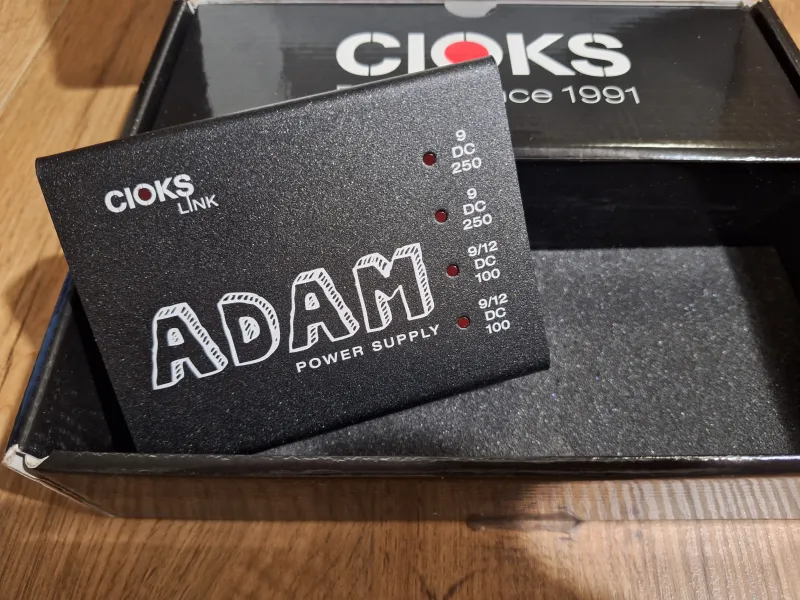 CIOKS
nce 1991
CIOKS
LINK
ADAM
POWER SUPPLY
9
DC
250
9
DC
250
9/12
DC
100
9/12
DC
100